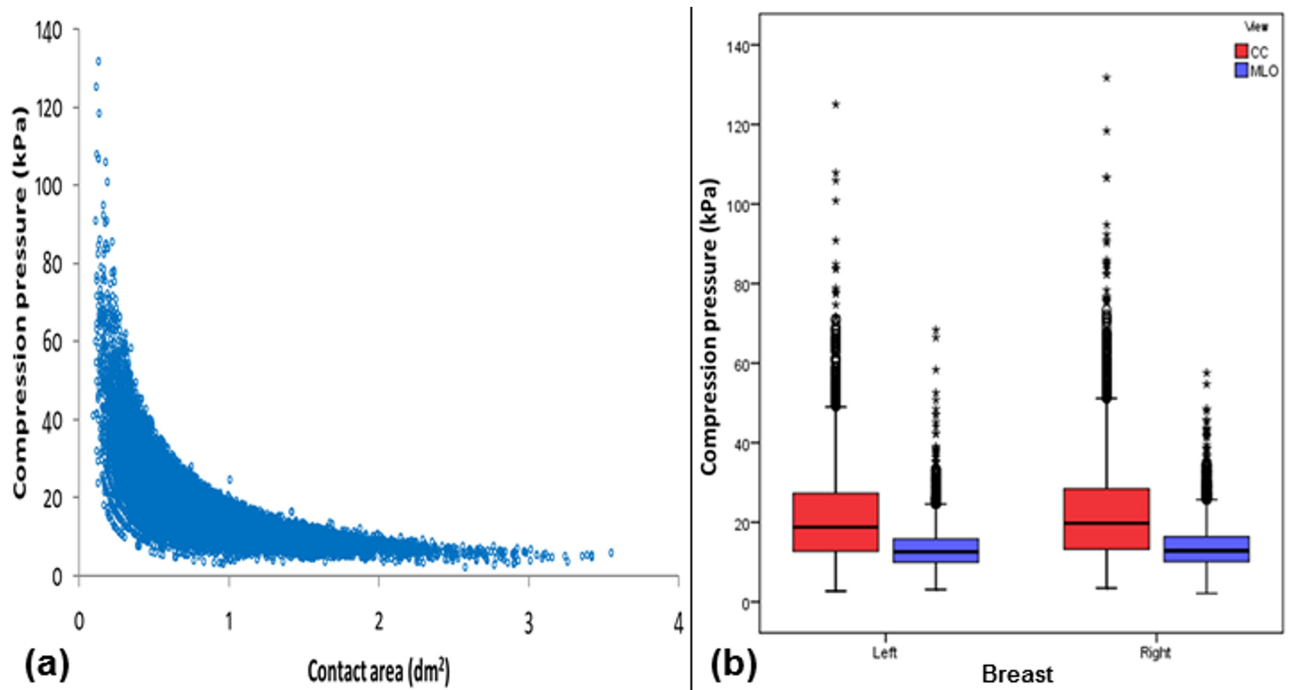 140
120
100
80
60
40
20
0
Compression pressure (kPa)
0 1 2 3 4
Contact area (dm²)
(a)
View
CC
MLO
140
120
100
80
60
40
20
0
Compression pressure (kPa)
Left Right
Breast
(b)